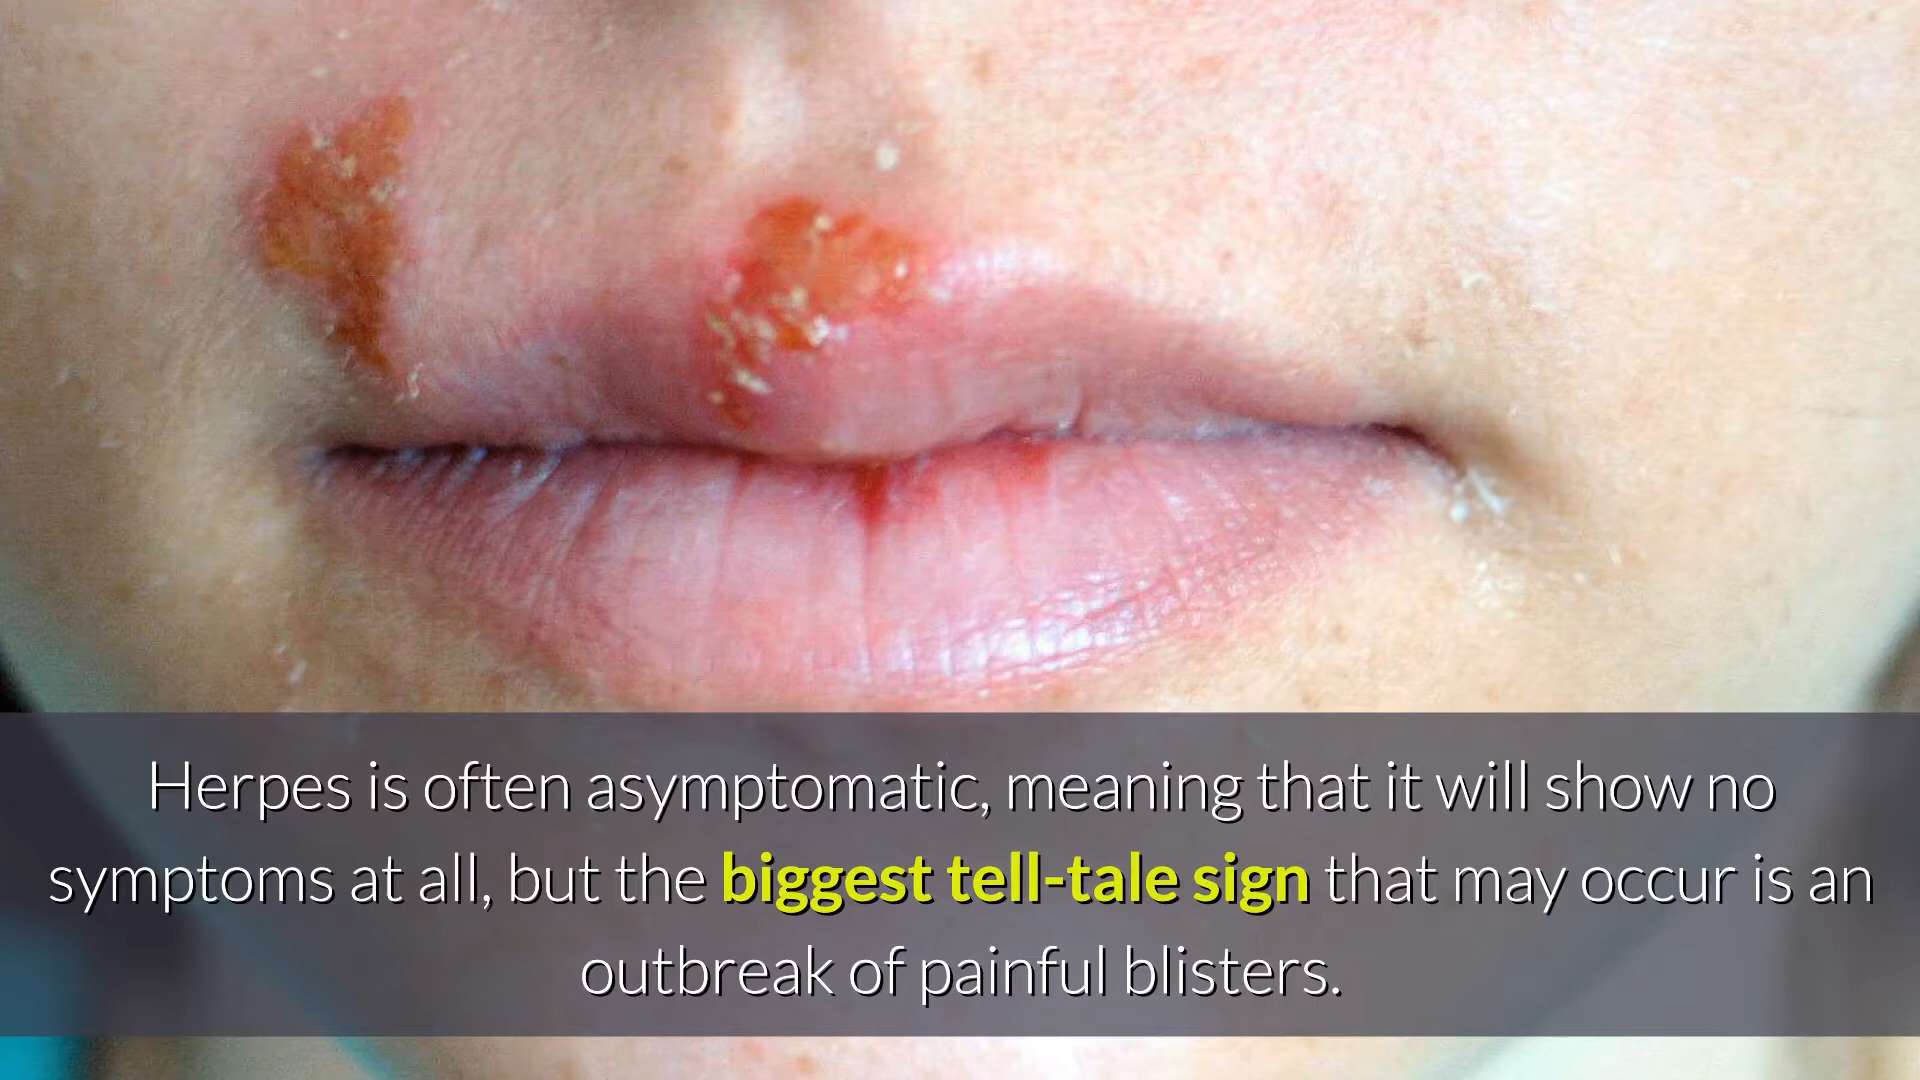 Herpes is often asymptomatic, meaning that it will show no
symptoms at all, but the biggest tell-tale sign that may occur is an
outbreak of painful blisters.